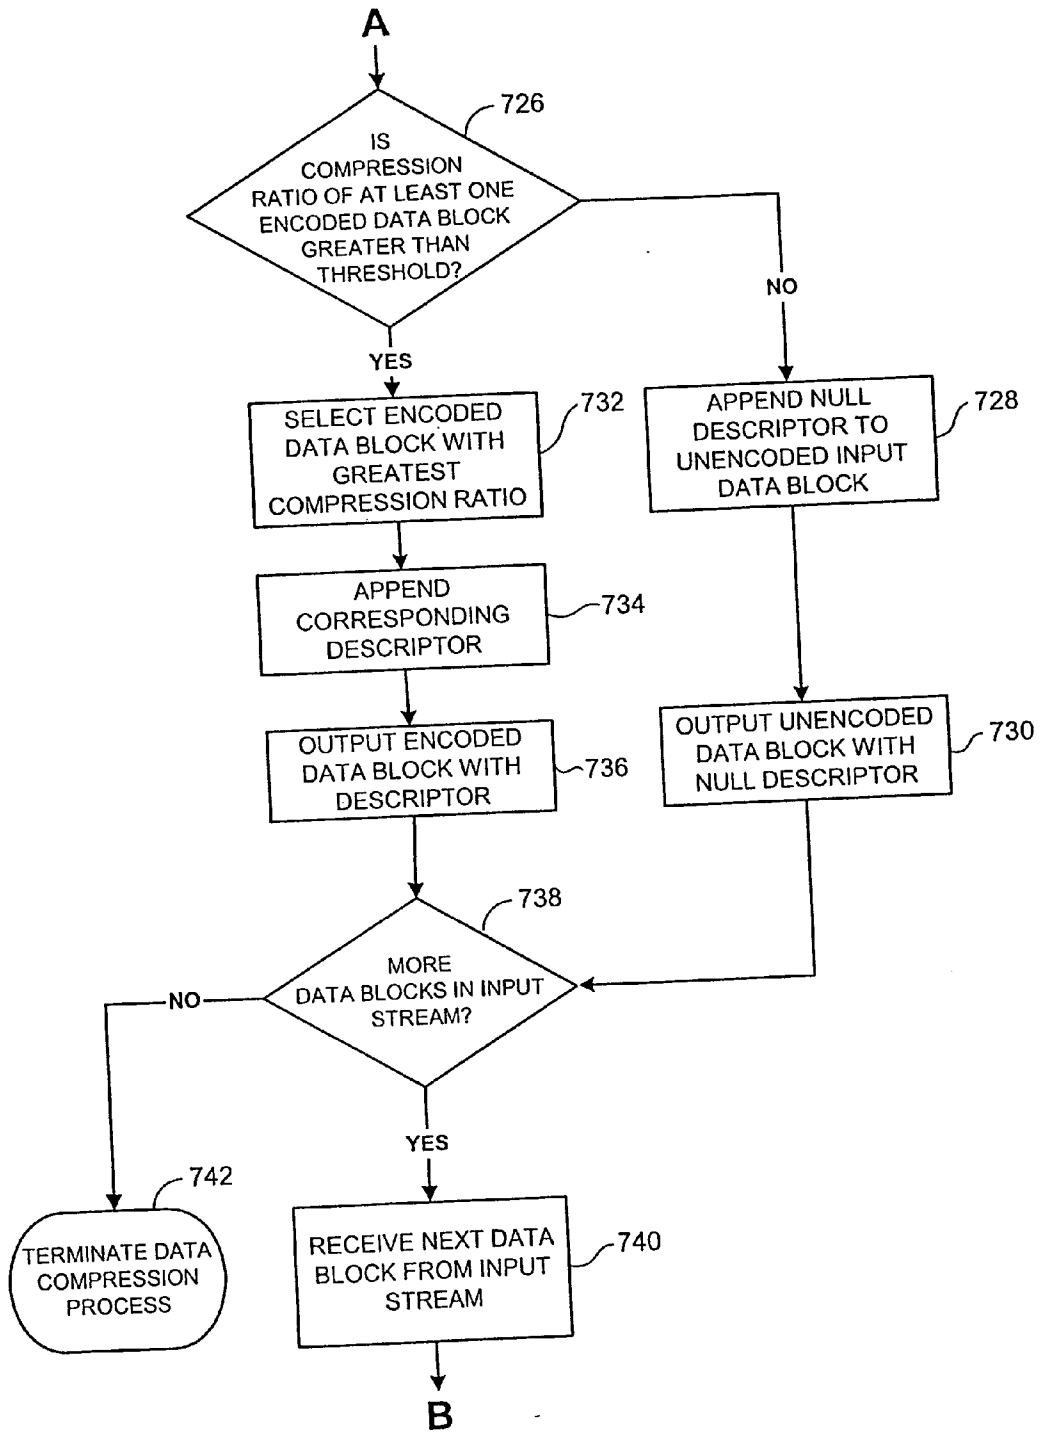 A
726
IS
COMPRESSION
RATIO OF AT LEAST ONE
ENCODED DATA BLOCK
GREATER THAN
THRESHOLD?
NO
YES
SELECT ENCODED
DATA BLOCK WITH
GREATEST
COMPRESSION RATIO
732
APPEND NULL
DESCRIPTOR TO
UNENCODED INPUT
DATA BLOCK
728
APPEND
CORRESPONDING
DESCRIPTOR
734
OUTPUT ENCODED
DATA BLOCK WITH
DESCRIPTOR
736
OUTPUT UNENCODED
DATA BLOCK WITH
NULL DESCRIPTOR
730
738
MORE
DATA BLOCKS IN INPUT
STREAM?
NO
YES
742
TERMINATE DATA
COMPRESSION
PROCESS
RECEIVE NEXT DATA
BLOCK FROM INPUT
STREAM
740
B